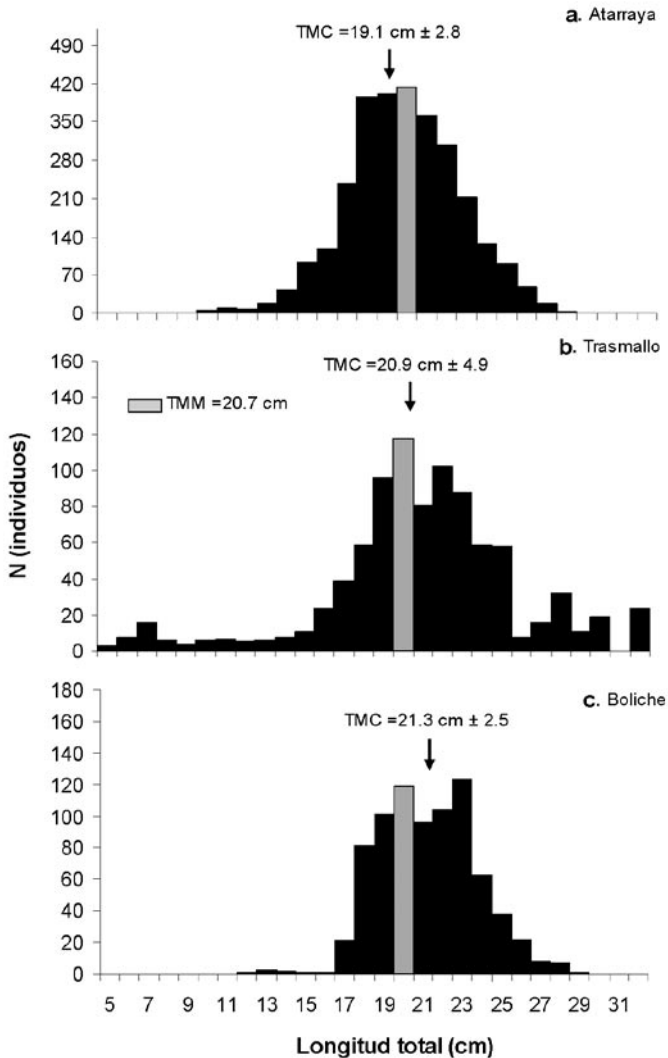 a. Atarraya
TMC =19.1 cm ± 2.8
490
420
350
280
210
140
70
0
b. Trasmallo
TMC =20.9 cm ± 4.9
TMM =20.7 cm
160
140
120
100
80
60
40
20
0
N (individuos)
c. Boliche
TMC =21.3 cm ± 2.5
180
160
140
120
100
80
60
40
20
0
5 7 9 11 13 15 17 19 21 23 25 27 29 31
Longitud total (cm)